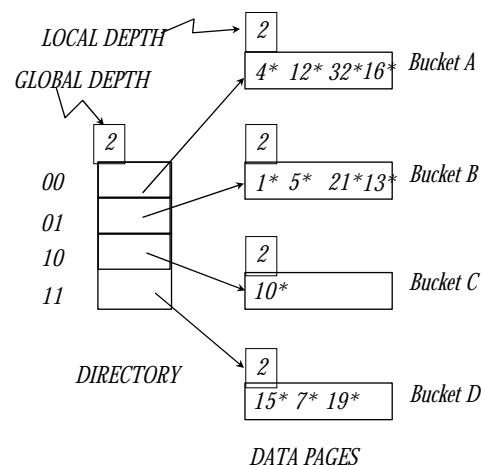 LOCAL DEPTH
2
4* 12* 32*16*
Bucket A
GLOBAL DEPTH
2
2
1* 5* 21*13*
Bucket B
00
01
10
11
2
10*
Bucket C
DIRECTORY
2
15* 7* 19*
Bucket D
DATA PAGES